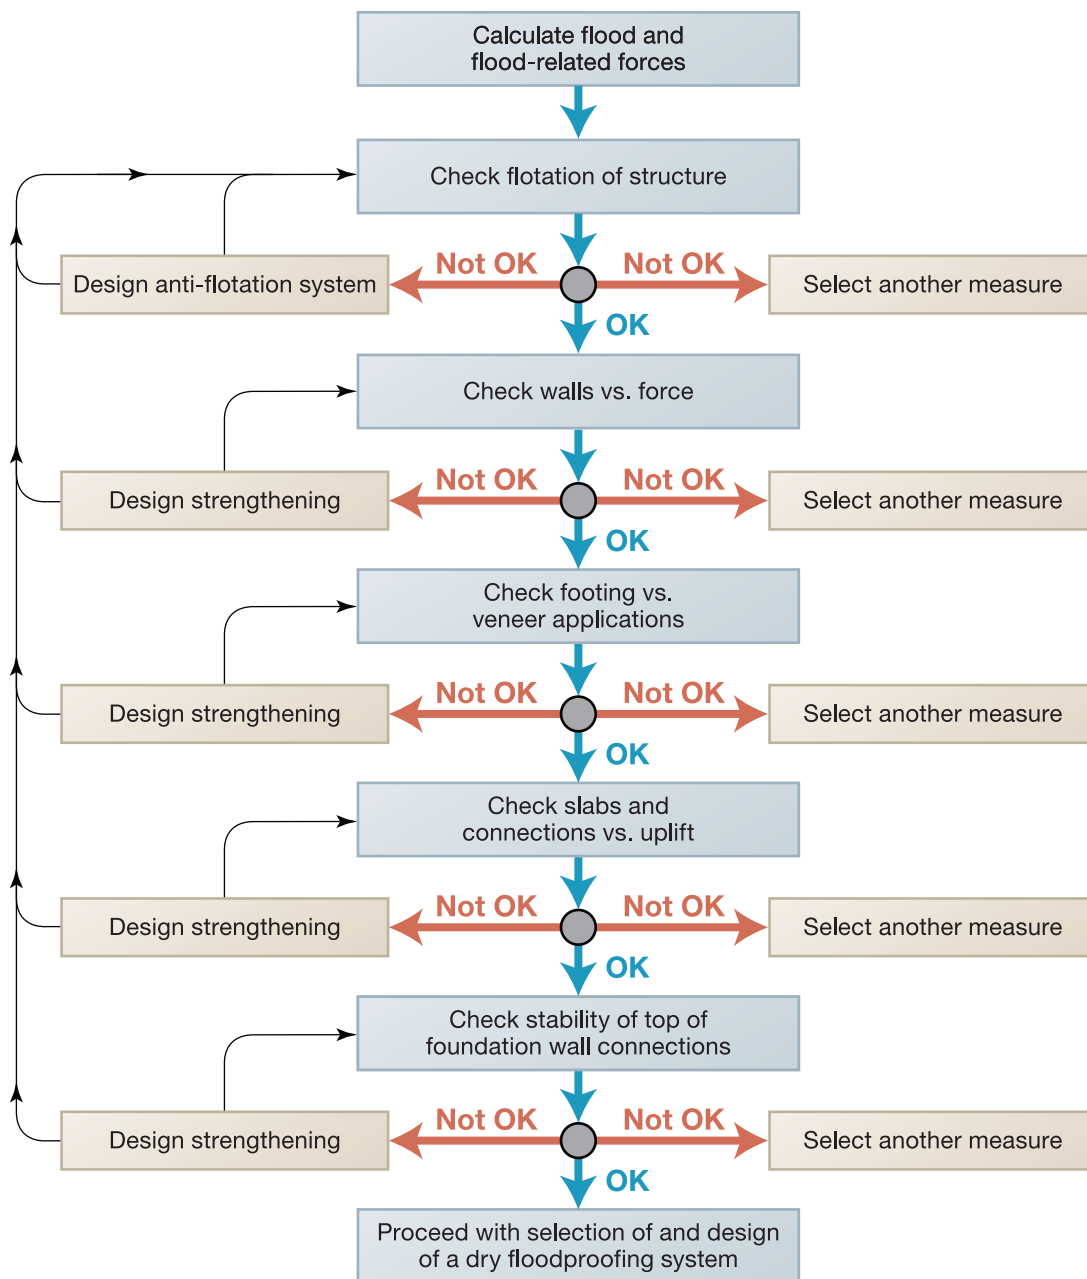 Calculate flood and
flood-related forces
Check flotation of structure
Not OK
Not OK
Design anti-flotation system
Select another measure
OK
Check walls vs. force
Not OK
Not OK
Design strengthening
Select another measure
OK
Check footing vs.
veneer applications
Not OK
Not OK
Design strengthening
Select another measure
OK
Check slabs and
connections vs. uplift
Not OK
Not OK
Design strengthening
Select another measure
OK
Check stability of top of
foundation wall connections
Not OK
Not OK
Design strengthening
Select another measure
OK
Proceed with selection of and design
of a dry floodproofing system